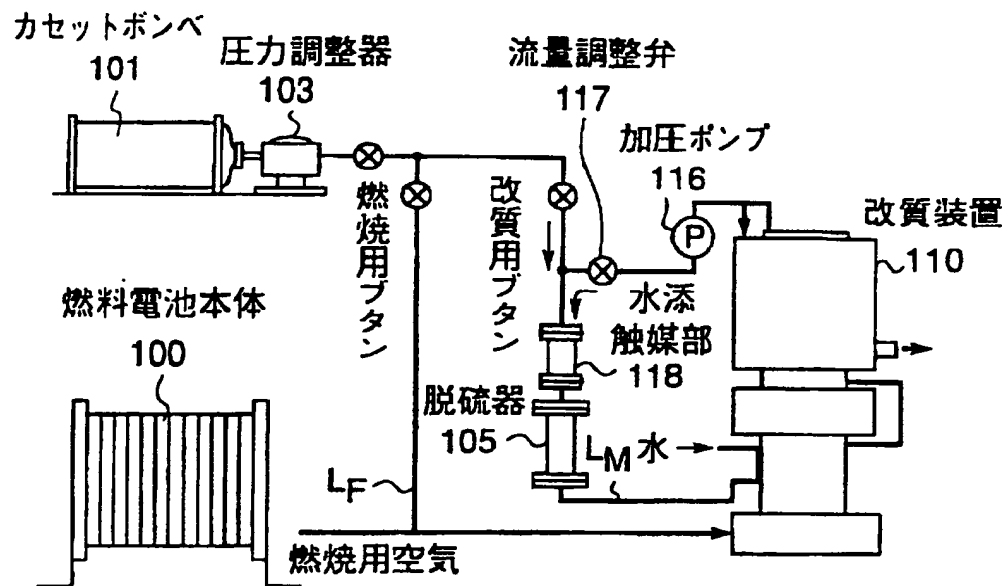 カセットボンベ
101
圧力調整器
103
流量調整弁
117
加圧ポンプ
116
P
改質装置
110
燃焼用ブタン
改質用ブタン
水添
触媒部
118
燃料電池本体
100
脱硫器
105
LF
LM
水
燃焼用空気